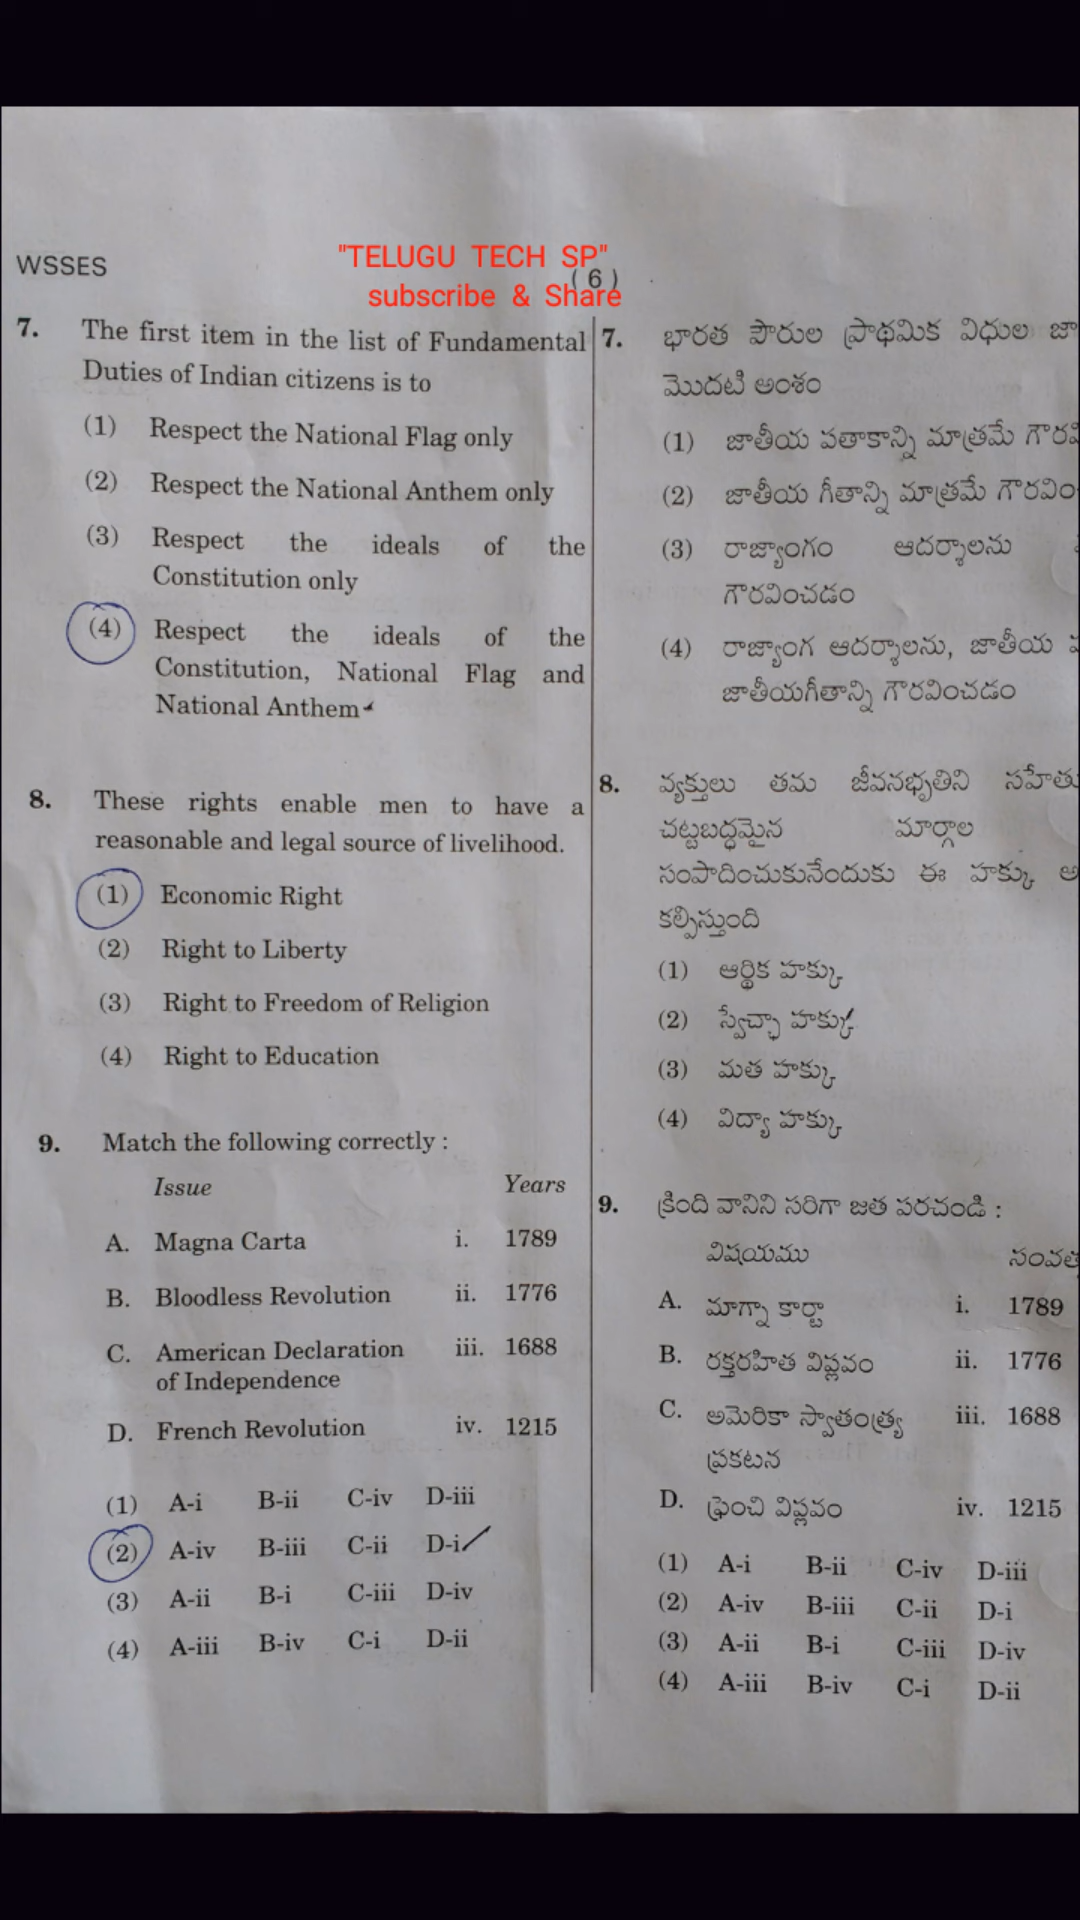 "TELUGU TECH SP"
WSSES
( 6 )
subscribe & Share
7. The first item in the list of Fundamental
Duties of Indian citizens is to
(1) Respect the National Flag only
(2) Respect the National Anthem only
(3) Respect the ideals of the
Constitution only
(4) Respect the ideals of the
Constitution, National Flag and
National Anthem
8. These rights enable men to have a
reasonable and legal source of livelihood.
(1) Economic Right
(2) Right to Liberty
(3) Right to Freedom of Religion
(4) Right to Education
9. Match the following correctly :
Issue Years
A. Magna Carta i. 1789
B. Bloodless Revolution ii. 1776
C. American Declaration iii. 1688
of Independence
D. French Revolution iv. 1215
(1) A-i B-ii C-iv D-iii
(2) A-iv B-iii C-ii D-i
(3) A-ii B-i C-iii D-iv
(4) A-iii B-iv C-i D-ii
7. భారత పౌరుల ప్రాథమిక విధుల
మొదటి అంశం
(1) జాతీయ పతాకాన్ని మాత్రమే
(2) జాతీయ గీతాన్ని మాత్రమే
(3) రాజ్యాంగం ఆదర్శాలను
గౌరవించడం
(4) రాజ్యాంగ ఆదర్శాలను, జాతీయ
జాతీయగీతాన్ని గౌరవించడం
8. వ్యక్తులు తమ జీవనభృతిని
చట్టబద్ధమైన మార్గాల
సంపాదించుకునేందుకు ఈ హక్కు
కల్పిస్తుంది
(1) ఆర్థిక హక్కు
(2) స్వేచ్ఛా హక్కు
(3) మత హక్కు
(4) విద్యా హక్కు
9. క్రింది వానిని సరిగా జత పరచండి :
విషయము
A. మాగ్నా కార్టా i. 1789
B. రక్తరహిత విప్లవం ii. 1776
C. అమెరికా స్వాతంత్ర్య iii. 1688
ప్రకటన
D. ఫ్రెంచి విప్లవం iv. 1215
(1) A-i B-ii C-iv D-iii
(2) A-iv B-iii C-ii D-i
(3) A-ii B-i C-iii D-iv
(4) A-iii B-iv C-i D-ii